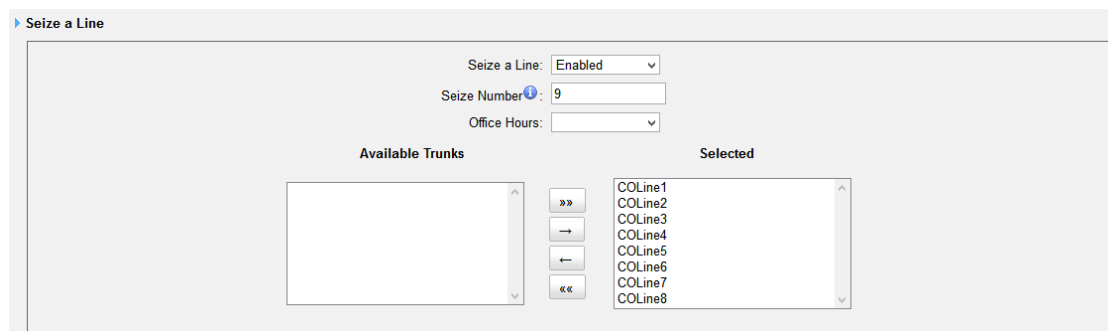 Seize a Line
Seize a Line: Enabled
Seize Number i : 9
Office Hours:
Available Trunks Selected
»» 
→
←
««
COLine1
COLine2
COLine3
COLine4
COLine5
COLine6
COLine7
COLine8